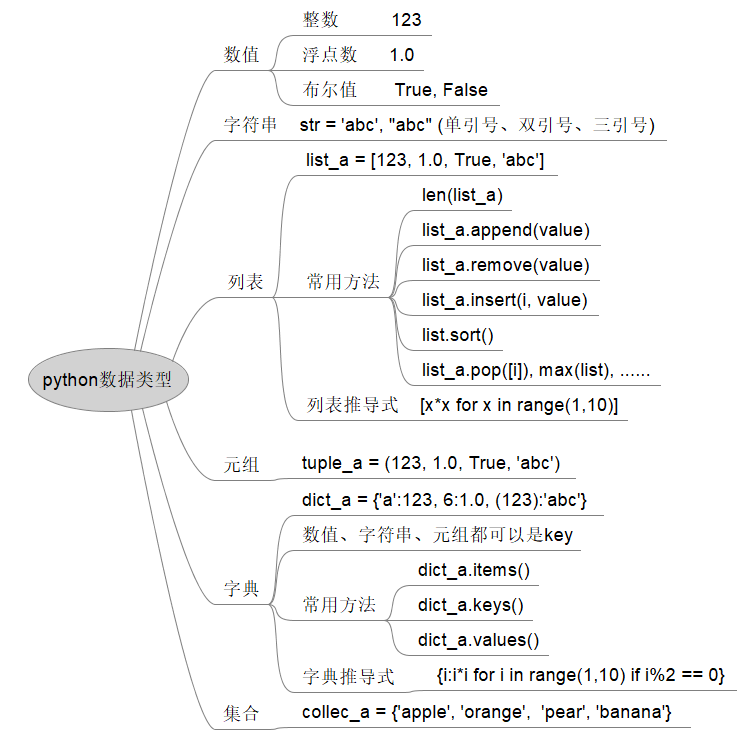 整数 123
数值 浮点数 1.0
布尔值 True, False
字符串 str = 'abc', "abc" (单引号、双引号、三引号)
list_a = [123, 1.0, True, 'abc']
len(list_a)
list_a.append(value)
list_a.remove(value)
列表 常用方法
list_a.insert(i, value)
list.sort()
list_a.pop([i]), max(list), ......
python数据类型
列表推导式 [x*x for x in range(1,10)]
元组 tuple_a = (123, 1.0, True, 'abc')
dict_a = {'a':123, 6:1.0, (123):'abc'}
数值、字符串、元组都可以是key
dict_a.items()
字典 常用方法 dict_a.keys()
dict_a.values()
字典推导式 {i:i*i for i in range(1,10) if i%2 == 0}
集合 collec_a = {'apple', 'orange', 'pear', 'banana'}